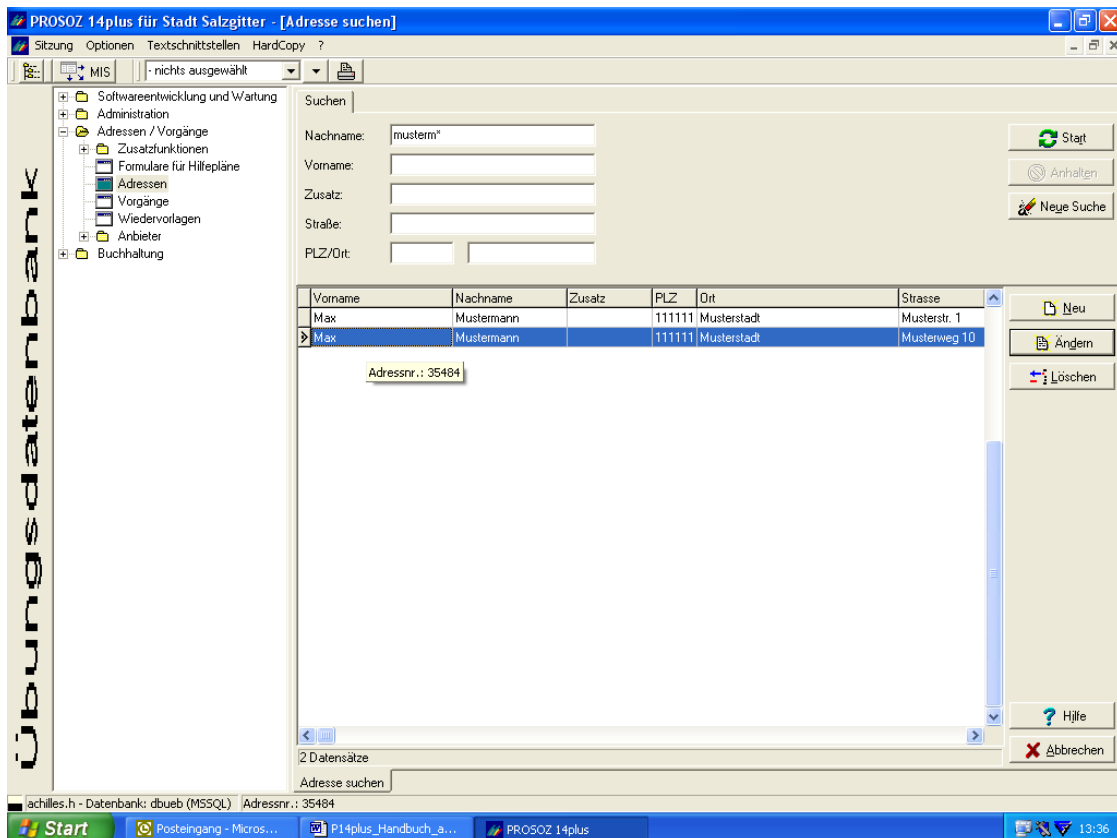 PROSOZ 14plus für Stadt Salzgitter - [Adresse suchen]
Sitzung Optionen Textschnittstellen HardCopy ?
MIS - nichts ausgewählt
Übungsdatenbank
Softwareentwicklung und Wartung
Administration
Adressen / Vorgänge
Zusatzfunktionen
Formulare für Hilfepläne
Adressen
Vorgänge
Wiedervorlagen
Anbieter
Buchhaltung
Suchen
Nachname: musterm*
Vorname:
Zusatz:
Straße:
PLZ/Ort:
Start
Anhalten
Neue Suche
Vorname Nachname Zusatz PLZ Ort Strasse
Max Mustermann 111111 Musterstadt Musterstr. 1
Max Mustermann 111111 Musterstadt Musterweg 10
Adressnr.: 35484
Neu
Ändern
Löschen
Hilfe
Abbrechen
2 Datensätze
Adresse suchen
achilles.h - Datenbank: dbueb (MSSQL) Adressnr.: 35484
Start Posteingang - Micros... P14plus_Handbuch_a... PROSOZ 14plus 13:36